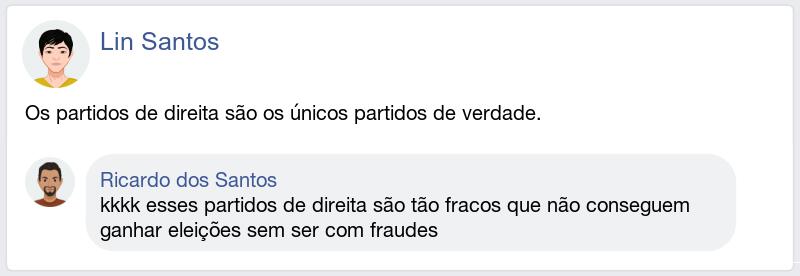 Lin Santos
Os partidos de direita são os únicos partidos de verdade.
Ricardo dos Santos
kkkk esses partidos de direita são tão fracos que não conseguem
ganhar eleições sem ser com fraudes